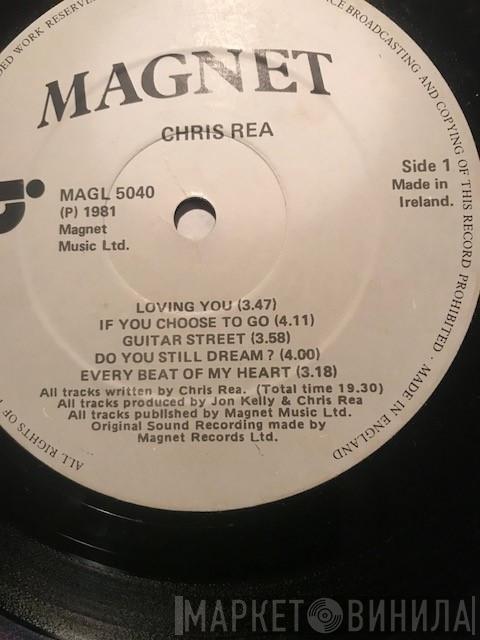 DED WORK RESERVED
CE BROADCASTING AND COPYING OF THIS RECORD PROHIBITED · MADE IN ENGLAND
MAGNET
CHRIS REA
MAGL 5040
(P) 1981
Magnet
Music Ltd.
Side 1
Made in
Ireland.
LOVING YOU (3.47)
IF YOU CHOOSE TO GO (4.11)
GUITAR STREET (3.58)
DO YOU STILL DREAM? (4.00)
EVERY BEAT OF MY HEART (3.18)
All tracks written by Chris Rea. (Total time 19.30)
All tracks produced by Jon Kelly & Chris Rea
All tracks published by Magnet Music Ltd.
Original Sound Recording made by
Magnet Records Ltd.
ALL RIGHTS OF
МАРКЕТ ВИНИЛА